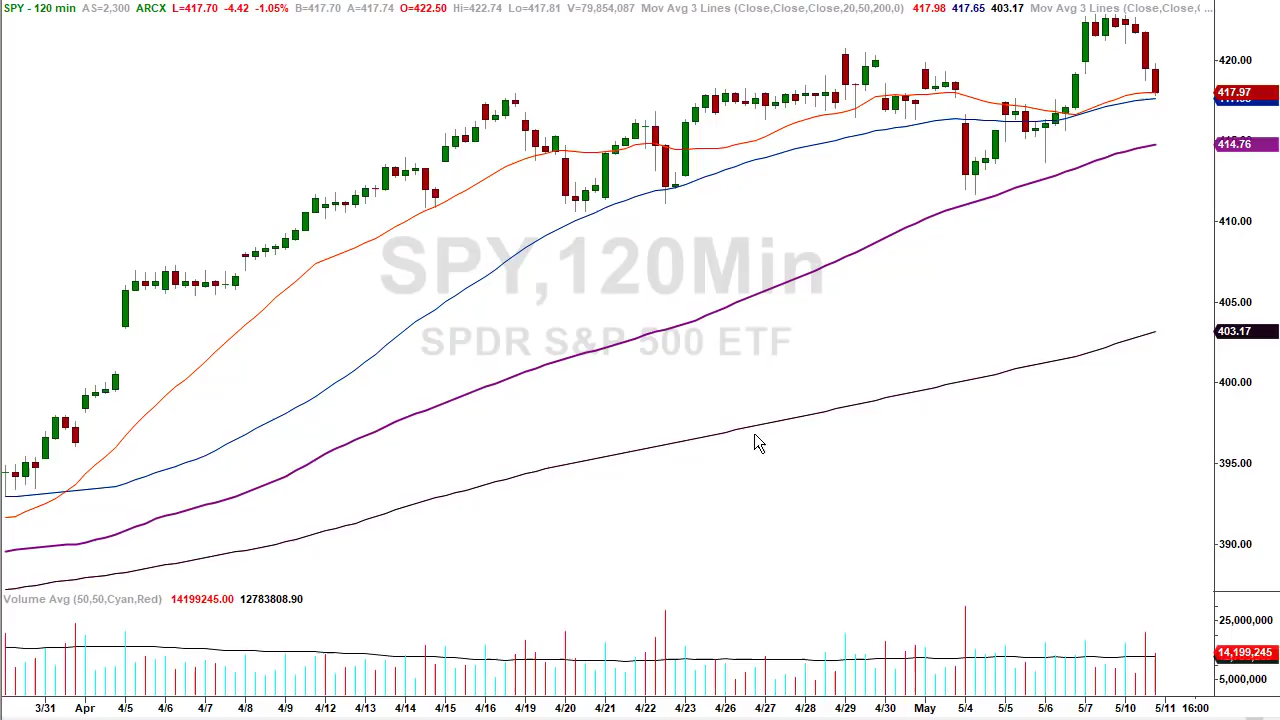 SPY - 120 min AS=2,300 ARCX L=417.70 -4.42 -1.05% B=417.70 A=417.74 O=422.50 Hi=422.74 Lo=417.81 V=79,854,087 Mov Avg 3 Lines (Close,Close,Close,20,50,200,0) 417.98 417.65 403.17 Mov Avg 3 Lines (Close,Close,( ...
420.00
417.97
414.76
410.00
SPY,120Min
405.00
SPDR S&P 500 ETF
403.17
400.00
395.00
390.00
Volume Avg (50,50,Cyan,Red) 14199245.00 12783808.90
25,000,000
14,199,245
5,000,000
3/31 Apr 4/5 4/6 4/7 4/8 4/9 4/12 4/13 4/14 4/15 4/16 4/19 4/20 4/21 4/22 4/23 4/26 4/27 4/28 4/29 4/30 May 5/4 5/5 5/6 5/7 5/10 5/11 16:00